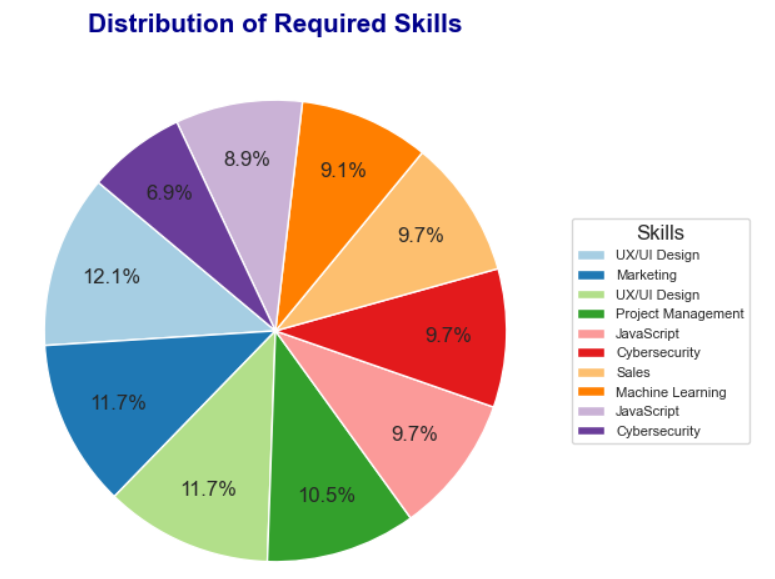 Distribution of Required Skills
8.9%
9.1%
6.9%
9.7%
12.1%
9.7%
11.7%
9.7%
11.7%
10.5%
Skills
UX/UI Design
Marketing
UX/UI Design
Project Management
JavaScript
Cybersecurity
Sales
Machine Learning
JavaScript
Cybersecurity